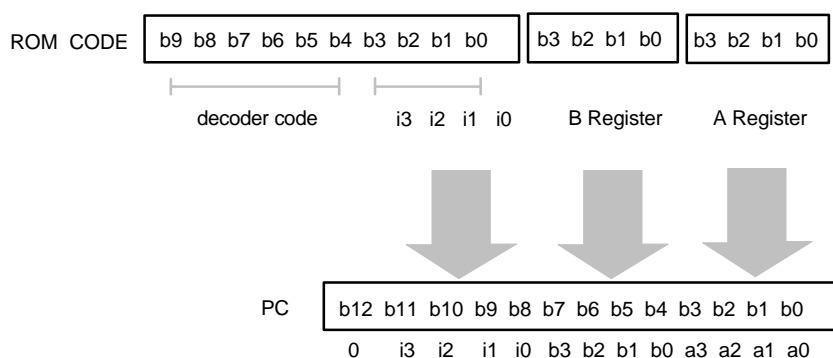 ROM CODE b9 b8 b7 b6 b5 b4 b3 b2 b1 b0 b3 b2 b1 b0 b3 b2 b1 b0
decoder code i3 i2 i1 i0 B Register A Register
PC b12 b11 b10 b9 b8 b7 b6 b5 b4 b3 b2 b1 b0
0 i3 i2 i1 i0 b3 b2 b1 b0 a3 a2 a1 a0